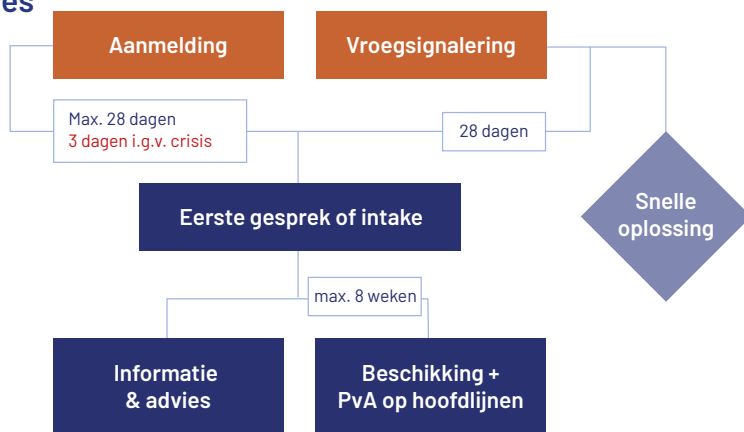 es
Aanmelding
Vroegsignalering
Max. 28 dagen
3 dagen i.g.v. crisis
28 dagen
Snelle
oplossing
Eerste gesprek of intake
max. 8 weken
Informatie
& advies
Beschikking +
PvA op hoofdlijnen